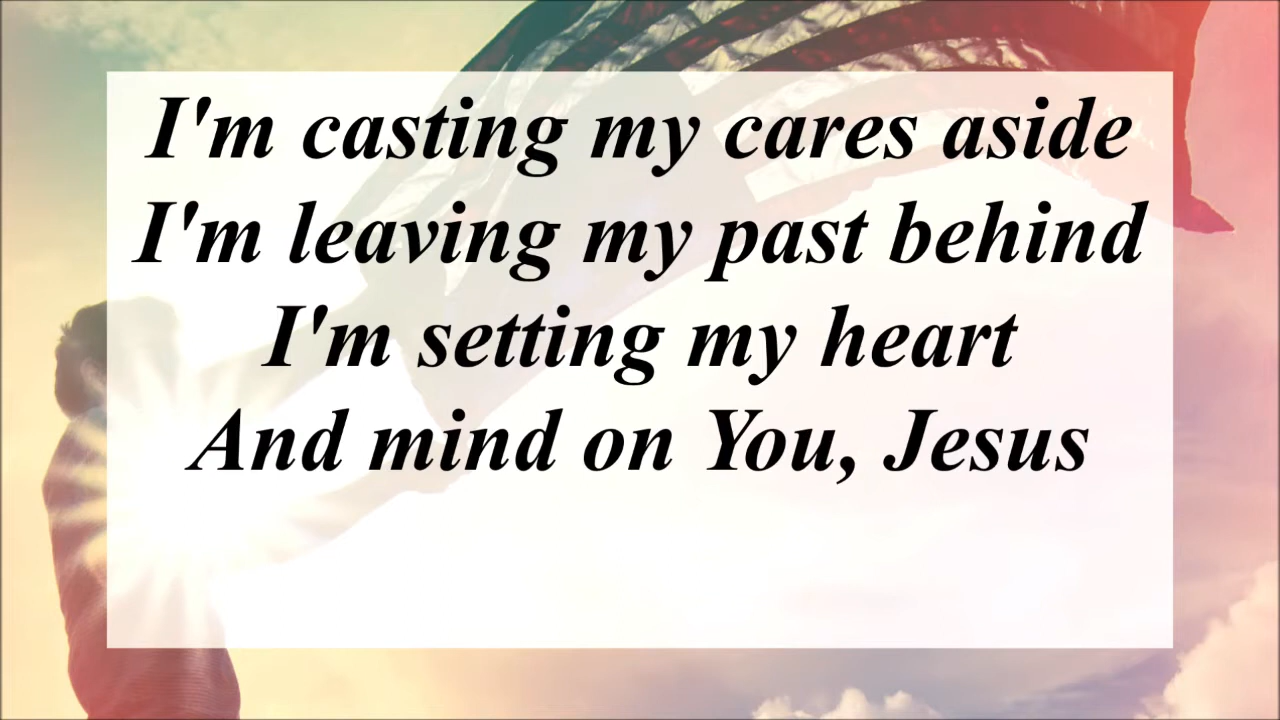 I'm casting my cares aside
I'm leaving my past behind
I'm setting my heart
And mind on You, Jesus